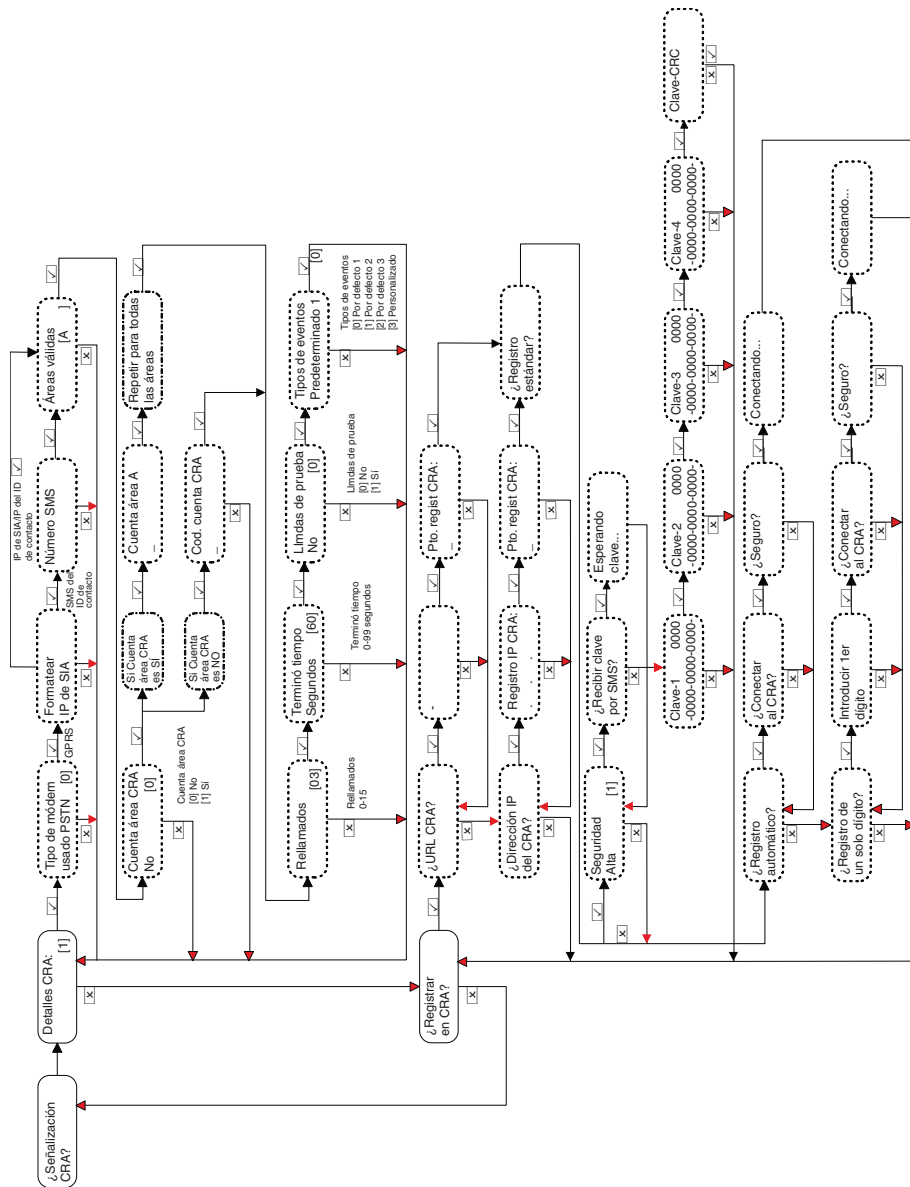 ¿Señalización
CRA?
Detalles CRA:
[1]
Tipo de módem
usado PSTN [0]
GPRS
Formatear
IP de SIA
SMS del
ID de
contacto
IP de SIA/IP del ID
de contacto
Número SMS
Áreas válidas
[A ]
Cuenta área CRA
No [0]
Cuenta área CRA
[0] No
[1] Sí
Si Cuenta
área CRA
es SÍ
Cuenta área A
_
Repetir para todas
las áreas
Si Cuenta
área CRA
es NO
Cod. cuenta CRA
_
Rellamados
[03]
Rellamados
0-15
Terminó tiempo
Segundos [60]
Terminó tiempo
0-99 segundos
Llmdas de prueba
No [0]
Llmdas de prueba
[0] No
[1] Sí
Tipos de eventos
Predeterminado 1 [0]
Tipos de eventos
[0] Por defecto 1
[1] Por defecto 2
[2] Por defecto 3
[3] Personalizado
¿Registrar
en CRA?
¿URL CRA?
-
Pto. regist CRA:
_
¿Dirección IP
del CRA?
Registro IP CRA:
. . .
Pto. regist CRA:
_
¿Registro
estándar?
Seguridad
Alta [1]
¿Recibir clave
por SMS?
Esperando
clave...
Clave-1 0000
-0000-0000-0000-
Clave-2 0000
-0000-0000-0000-
Clave-3 0000
-0000-0000-0000-
Clave-4 0000
-0000-0000-0000-
Clave-CRC
¿Registro
automático?
¿Conectar
al CRA?
¿Seguro?
Conectando...
¿Registro de
un solo dígito?
Introducir 1er
dígito
¿Conectar
al CRA?
¿Seguro?
Conectando...